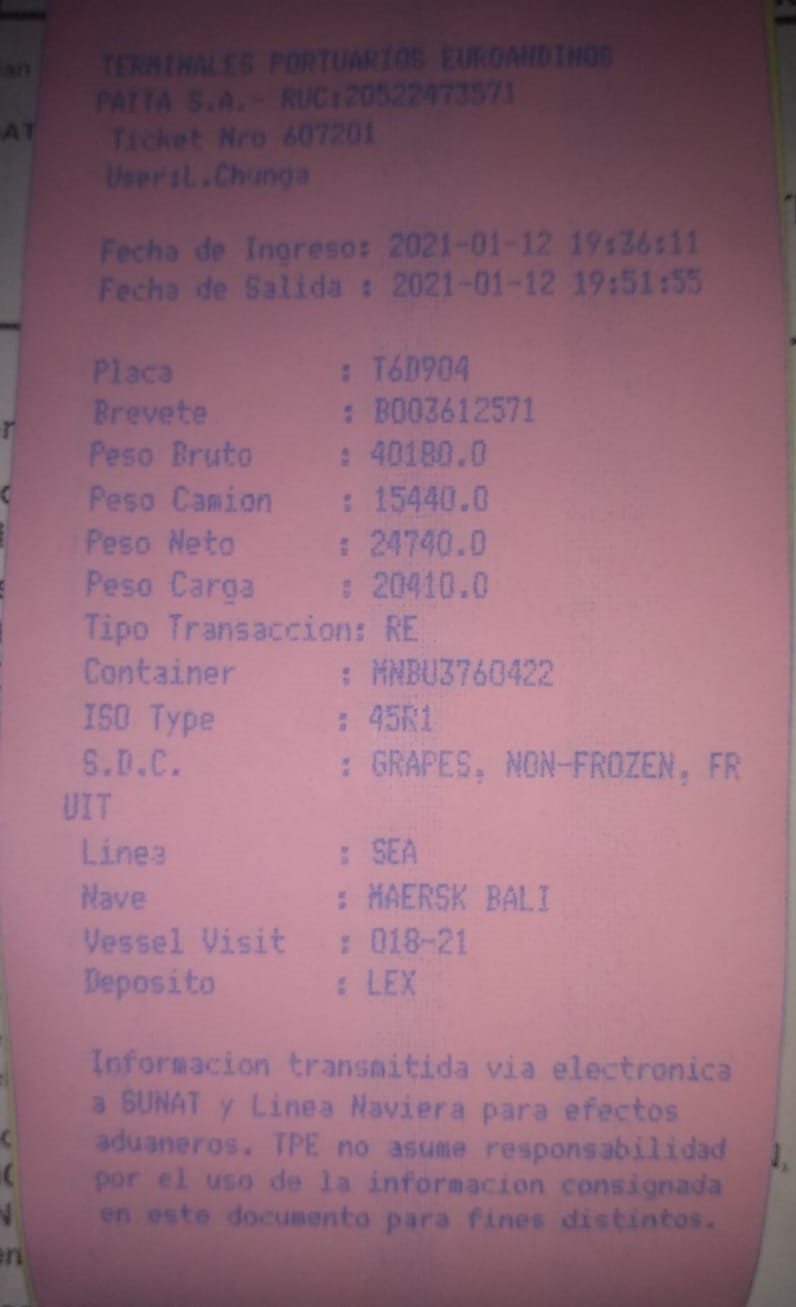 TERMINALES PORTUARIOS EUROANDINOS
PAITA S.A.- RUC:20522473571
Ticket Nro 607201
User:L.Chunga
Fecha de Ingreso: 2021-01-12 19:36:11
Fecha de Salida : 2021-01-12 19:51:55
Placa : T6D904
Brevete : B003612571
Peso Bruto : 40180.0
Peso Camion : 15440.0
Peso Neto : 24740.0
Peso Carga : 20410.0
Tipo Transaccion: RE
Container : MNBU3760422
ISO Type : 45R1
S.D.C. : GRAPES, NON-FROZEN, FR
UIT
Linea : SEA
Nave : MAERSK BALI
Vessel Visit : 018-21
Deposito : LEX
Informacion transmitida via electronica
a SUNAT y Linea Naviera para efectos
aduaneros. TPE no asume responsabilidad
por el uso de la informacion consignada
en este documento para fines distintos.